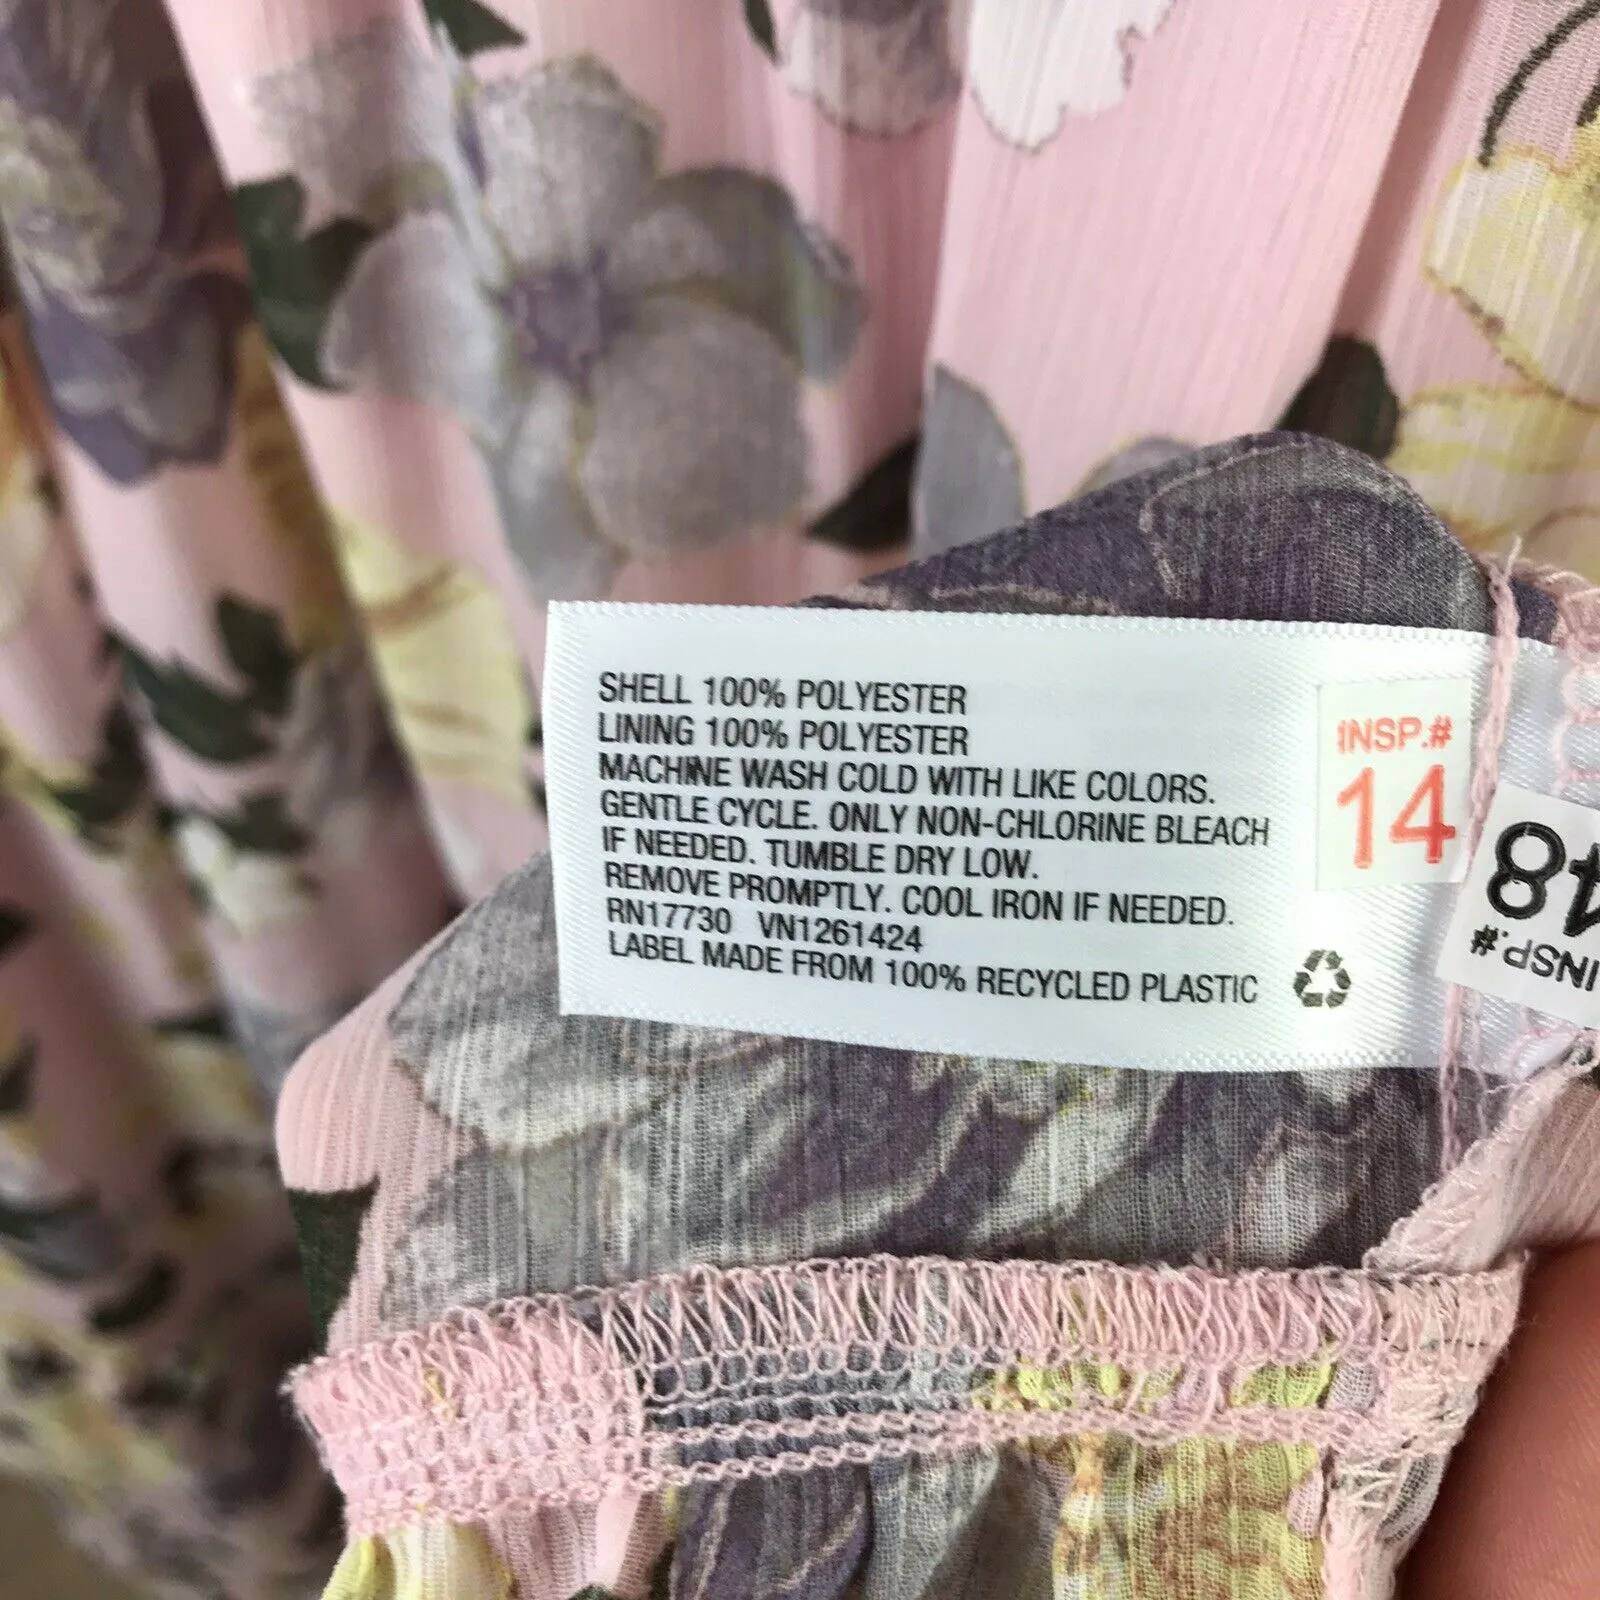 SHELL 100% POLYESTER
LINING 100% POLYESTER
MACHINE WASH COLD WITH LIKE COLORS.
GENTLE CYCLE. ONLY NON-CHLORINE BLEACH
IF NEEDED. TUMBLE DRY LOW.
REMOVE PROMPTLY. COOL IRON IF NEEDED.
RN17730 VN1261424
LABEL MADE FROM 100% RECYCLED PLASTIC
INSP.#
14
INSP.#
48